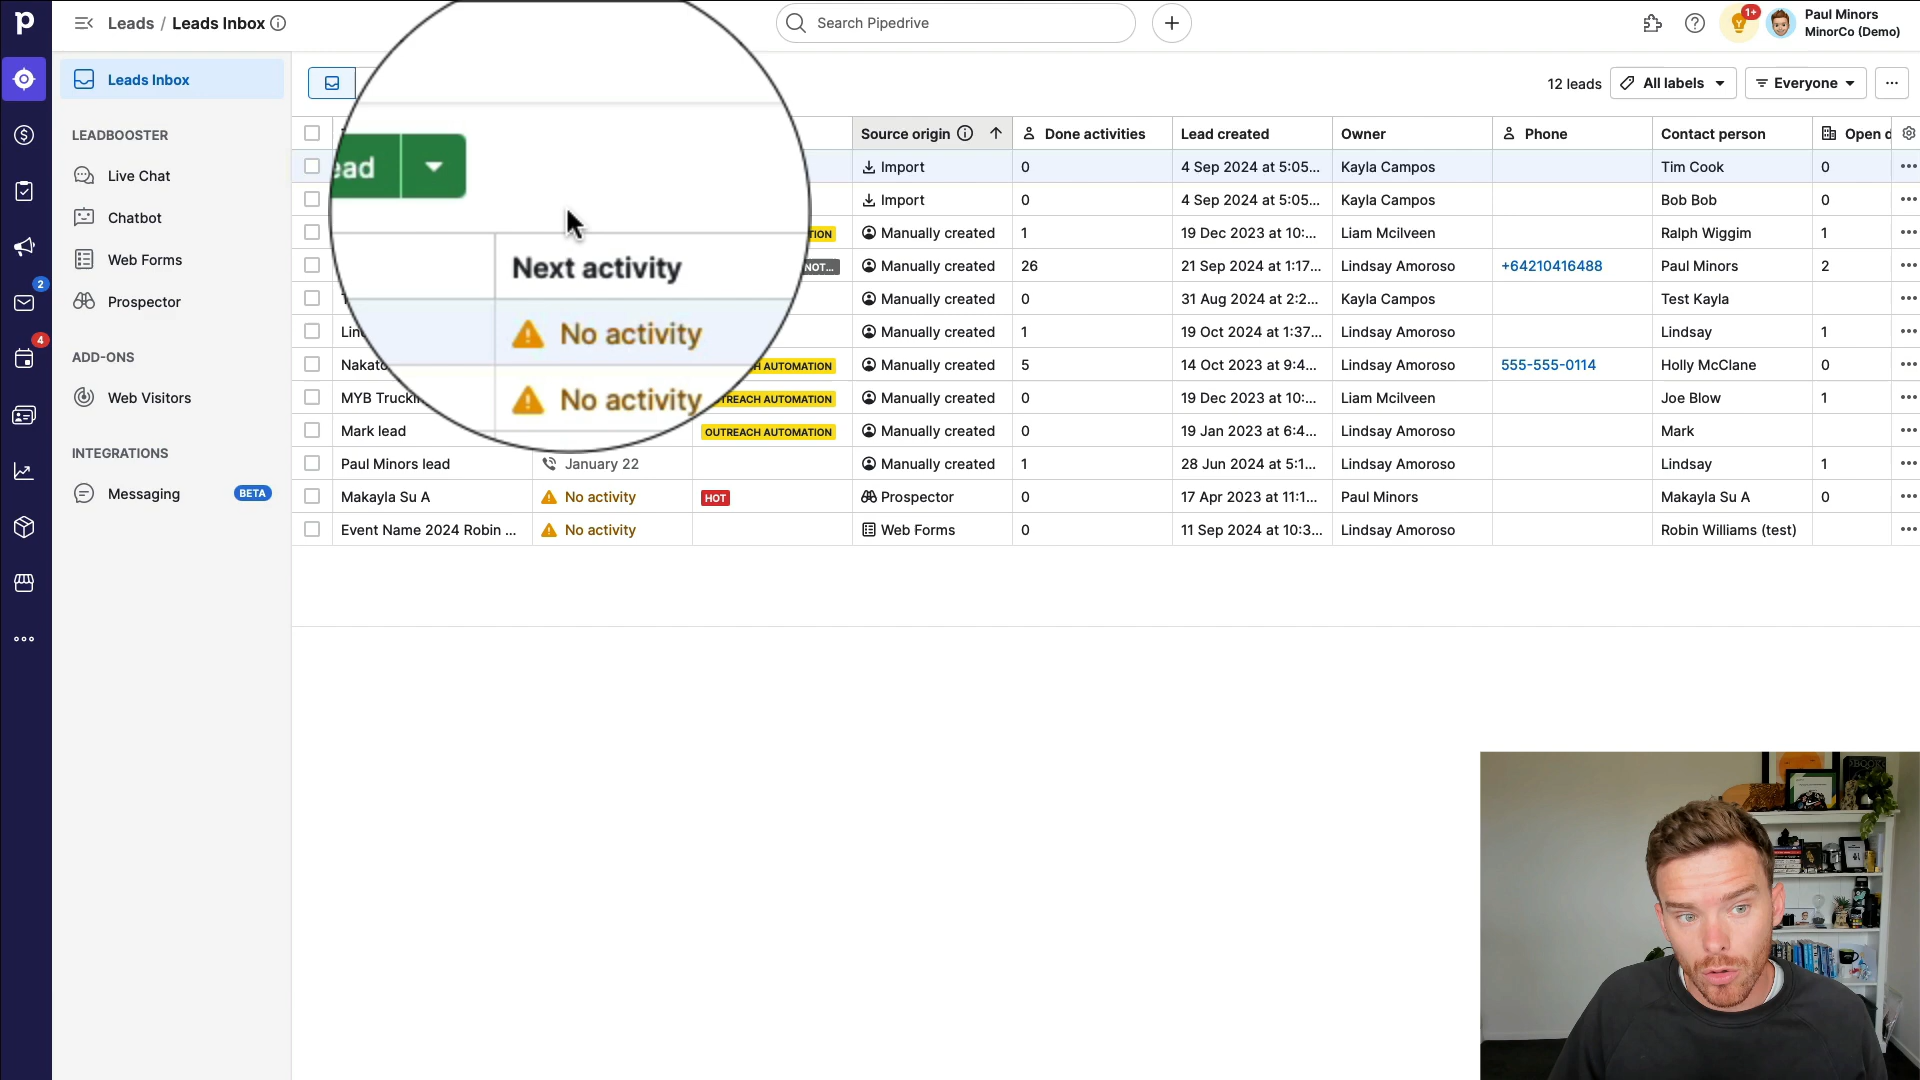 p
Leads / Leads Inbox
Search Pipedrive
1+
Paul Minors
MinorCo (Demo)
Leads Inbox
12 leads
All labels
Everyone
LEADBOOSTER
Live Chat
Chatbot
Web Forms
Prospector
ADD-ONS
Web Visitors
INTEGRATIONS
Messaging
BETA
2
4
ead
Next activity
No activity
No activity
Source origin
Done activities
Lead created
Owner
Phone
Contact person
Open d
Import 0 4 Sep 2024 at 5:05... Kayla Campos Tim Cook 0
Import 0 4 Sep 2024 at 5:05... Kayla Campos Bob Bob 0
TION Manually created 1 19 Dec 2023 at 10:... Liam Mcilveen Ralph Wiggim 1
NOT... Manually created 26 21 Sep 2024 at 1:17... Lindsay Amoroso +64210416488 Paul Minors 2
Manually created 0 31 Aug 2024 at 2:2... Kayla Campos Test Kayla
Lin Manually created 1 19 Oct 2024 at 1:37... Lindsay Amoroso Lindsay 1
Nakato H AUTOMATION Manually created 5 14 Oct 2023 at 9:4... Lindsay Amoroso 555-555-0114 Holly McClane 0
MYB Truckin TREACH AUTOMATION Manually created 0 19 Dec 2023 at 10:... Liam Mcilveen Joe Blow 1
Mark lead OUTREACH AUTOMATION Manually created 0 19 Jan 2023 at 6:4... Lindsay Amoroso Mark
Paul Minors lead January 22 Manually created 1 28 Jun 2024 at 5:1... Lindsay Amoroso Lindsay 1
Makayla Su A No activity HOT Prospector 0 17 Apr 2023 at 11:1... Paul Minors Makayla Su A 0
Event Name 2024 Robin ... No activity Web Forms 0 11 Sep 2024 at 10:3... Lindsay Amoroso Robin Williams (test)